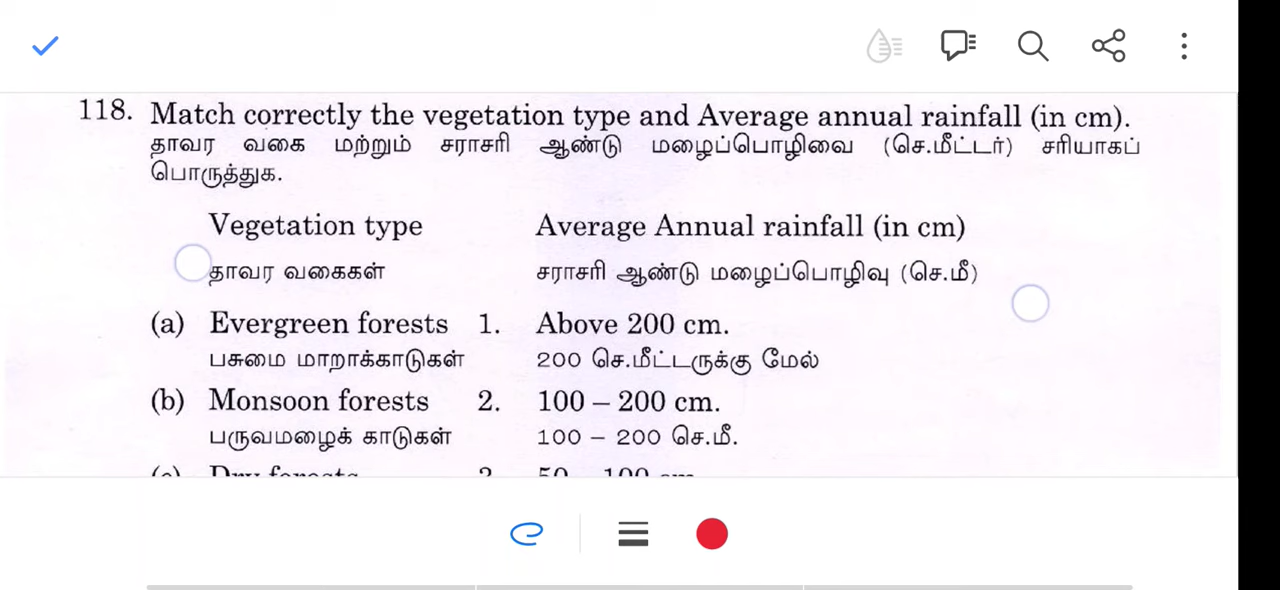 118. Match correctly the vegetation type and Average annual rainfall (in cm).
தாவர வகை மற்றும் சராசரி ஆண்டு மழைப்பொழிவை (செ.மீட்டர்) சரியாகப்
பொருத்துக.
Vegetation type Average Annual rainfall (in cm)
தாவர வகைகள் சராசரி ஆண்டு மழைப்பொழிவு (செ.மீ)
(a) Evergreen forests 1. Above 200 cm.
பசுமை மாறாக்காடுகள் 200 செ.மீட்டருக்கு மேல்
(b) Monsoon forests 2. 100 – 200 cm.
பருவமழைக் காடுகள் 100 – 200 செ.மீ.